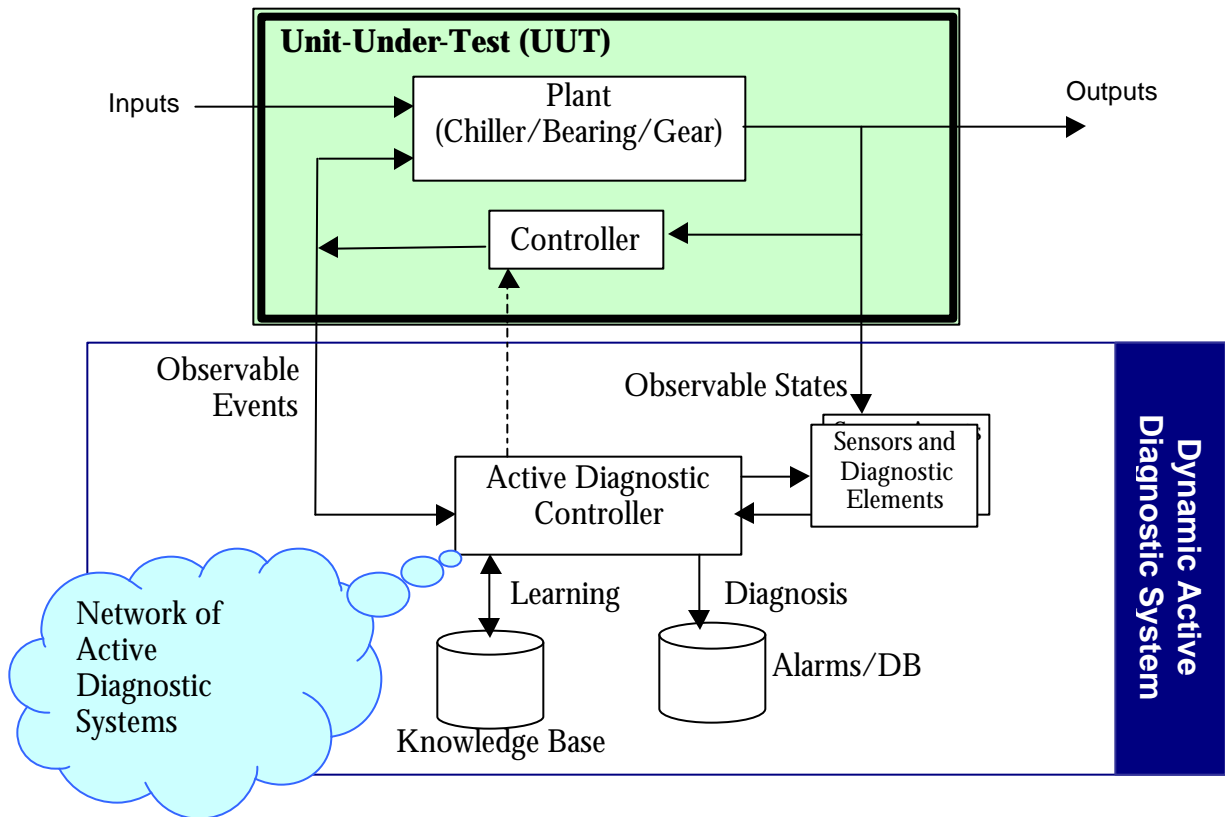 Unit-Under-Test (UUT)
Inputs
Plant
(Chiller/Bearing/Gear)
Outputs
Controller
Observable
Events
Observable States
Sensors and
Diagnostic
Elements
Active Diagnostic
Controller
Dynamic Active
Diagnostic System
Learning
Diagnosis
Network of
Active
Diagnostic
Systems
Alarms/DB
Knowledge Base